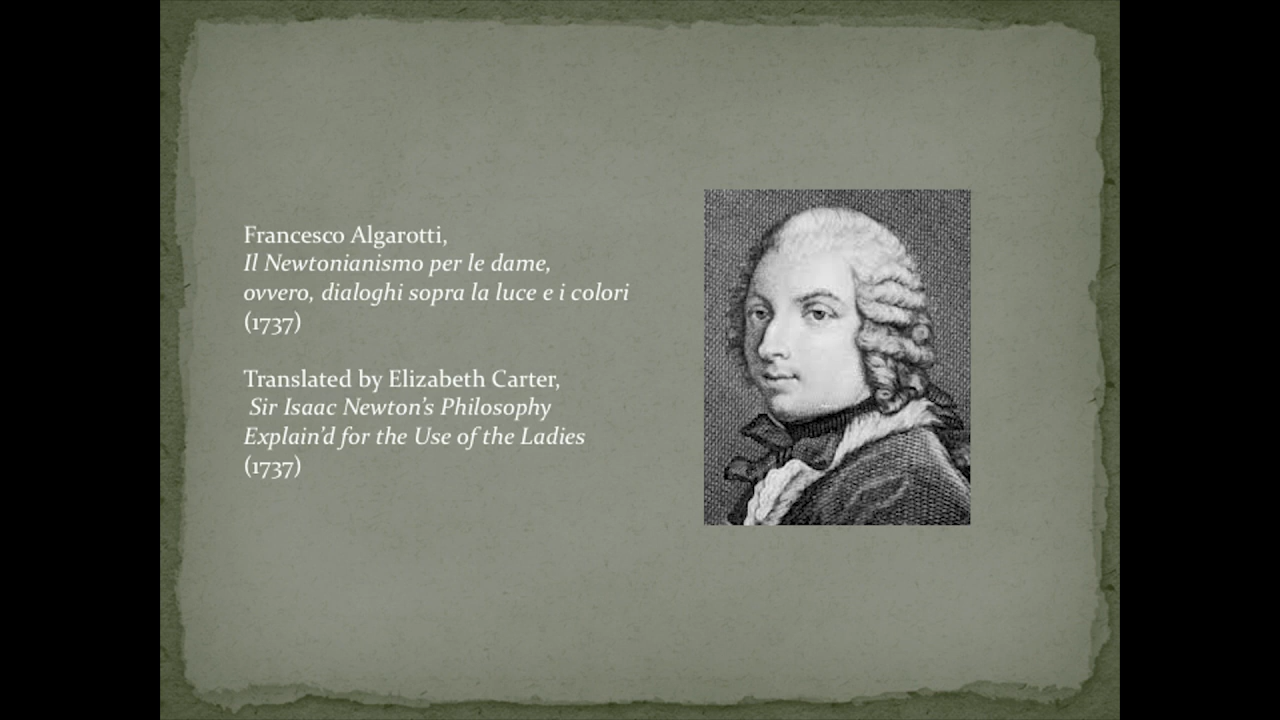 Francesco Algarotti,
Il Newtonianismo per le dame,
ovvero, dialoghi sopra la luce e i colori
(1737)
Translated by Elizabeth Carter,
Sir Isaac Newton’s Philosophy
Explain’d for the Use of the Ladies
(1737)